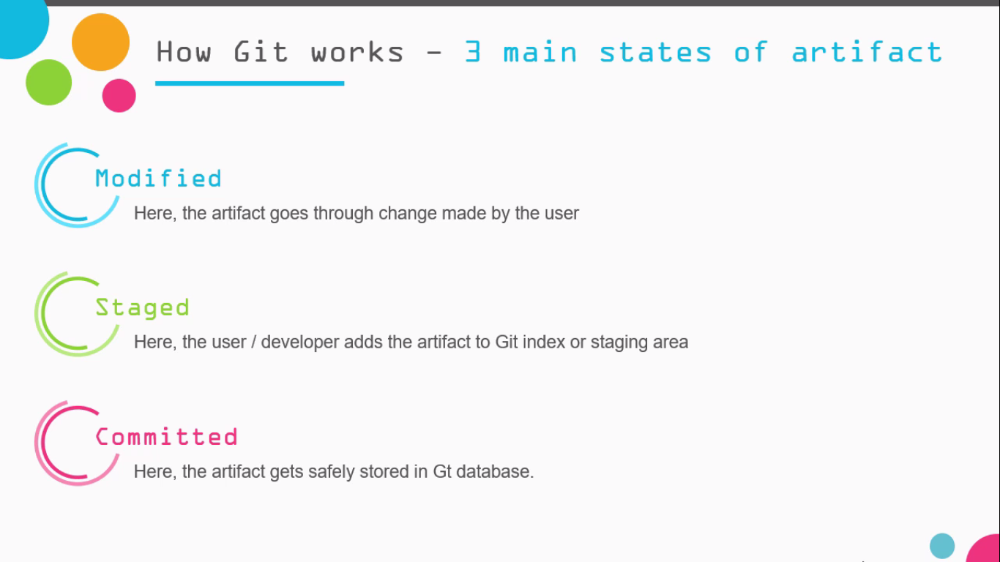 How Git works – 3 main states of artifact
Modified
Here, the artifact goes through change made by the user
Staged
Here, the user / developer adds the artifact to Git index or staging area
Committed
Here, the artifact gets safely stored in Gt database.